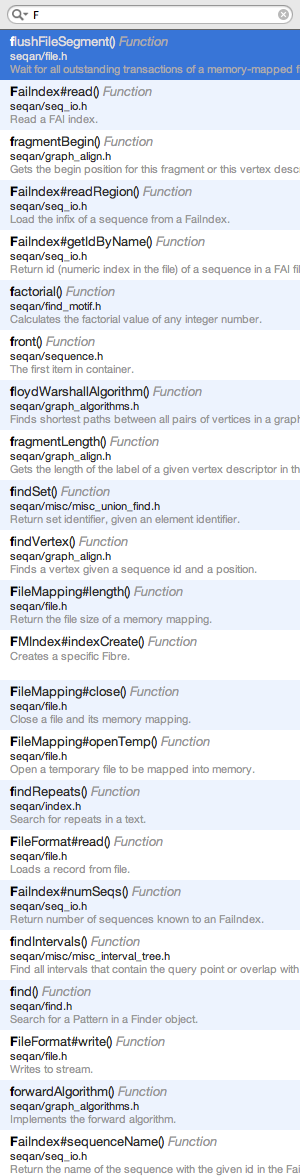 F
flushFileSegment() Function
seqan/file.h
Wait for all outstanding transactions of a memory-mapped f
FaiIndex#read() Function
seqan/seq_io.h
Read a FAI index.
fragmentBegin() Function
seqan/graph_align.h
Gets the begin position for this fragment or this vertex desc
FaiIndex#readRegion() Function
seqan/seq_io.h
Load the infix of a sequence from a FaiIndex.
FaiIndex#getIdByName() Function
seqan/seq_io.h
Return id (numeric index in the file) of a sequence in a FAI fil
factorial() Function
seqan/find_motif.h
Calculates the factorial value of any integer number.
front() Function
seqan/sequence.h
The first item in container.
floydWarshallAlgorithm() Function
seqan/graph_algorithms.h
Finds shortest paths between all pairs of vertices in a graph
fragmentLength() Function
seqan/graph_align.h
Gets the length of the label of a given vertex descriptor in th
findSet() Function
seqan/misc/misc_union_find.h
Return set identifier, given an element identifier.
findVertex() Function
seqan/graph_align.h
Finds a vertex given a sequence id and a position.
FileMapping#length() Function
seqan/file.h
Return the file size of a memory mapping.
FMIndex#indexCreate() Function
Creates a specific Fibre.
FileMapping#close() Function
seqan/file.h
Close a file and its memory mapping.
FileMapping#openTemp() Function
seqan/file.h
Open a temporary file to be mapped into memory.
findRepeats() Function
seqan/index.h
Search for repeats in a text.
FileFormat#read() Function
seqan/file.h
Loads a record from file.
FaiIndex#numSeqs() Function
seqan/seq_io.h
Return number of sequences known to an FaiIndex.
findIntervals() Function
seqan/misc/misc_interval_tree.h
Find all intervals that contain the query point or overlap with
find() Function
seqan/find.h
Search for a Pattern in a Finder object.
FileFormat#write() Function
seqan/file.h
Writes to stream.
forwardAlgorithm() Function
seqan/graph_algorithms.h
Implements the forward algorithm.
FaiIndex#sequenceName() Function
seqan/seq_io.h
Return the name of the sequence with the given id in the Fai